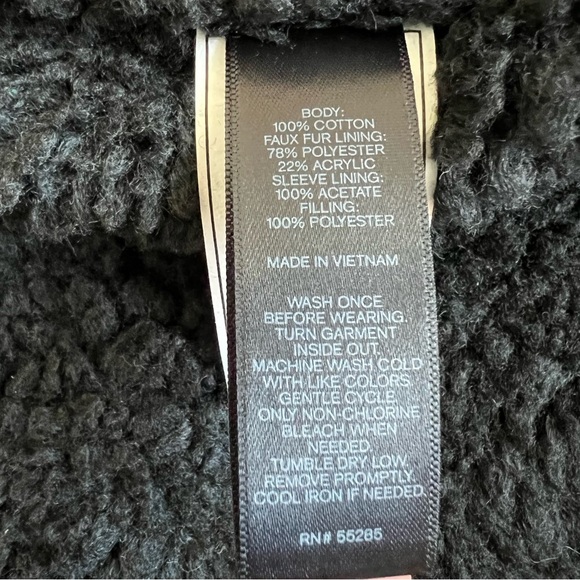 BODY:
100% COTTON
FAUX FUR LINING:
78% POLYESTER
22% ACRYLIC
SLEEVE LINING:
100% ACETATE
FILLING:
100% POLYESTER
MADE IN VIETNAM
WASH ONCE
BEFORE WEARING.
TURN GARMENT
INSIDE OUT.
MACHINE WASH COLD
WITH LIKE COLORS
GENTLE CYCLE.
ONLY NON-CHLORINE
BLEACH WHEN
NEEDED.
TUMBLE DRY LOW,
REMOVE PROMPTLY.
COOL IRON IF NEEDED.
RN# 55285